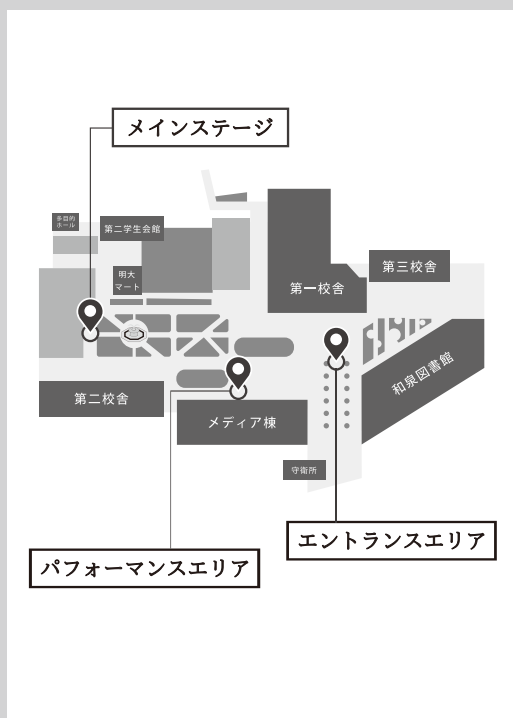 メインステージ
多目的
ホール
第二学生会館
明大
マート
第一校舎
第三校舎
和泉図書館
第二校舎
メディア棟
守衛所
エントランスエリア
パフォーマンスエリア